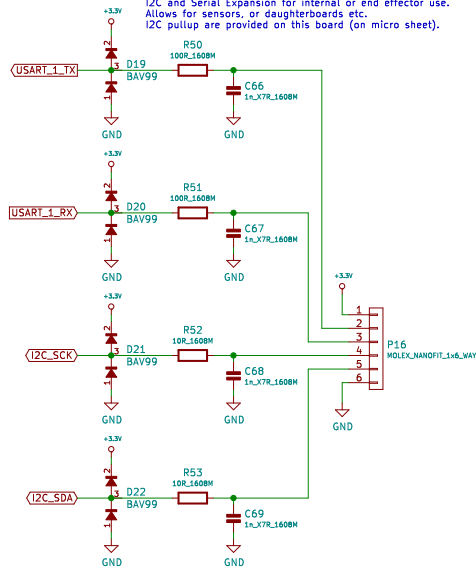 I2C and Serial Expansion for internal or end effector use.
Allows for sensors, or daughterboards etc.
I2C pullup are provided on this board (on micro sheet).
+3.3V
2
USART_1_TX
3
D19
BAV99
1
GND
R50
100R_1608M
C66
1n_X7R_1608M
GND
+3.3V
2
USART_1_RX
3
D20
BAV99
1
GND
R51
100R_1608M
C67
1n_X7R_1608M
GND
+3.3V
2
I2C_SCK
3
D21
BAV99
1
GND
R52
10R_1608M
C68
1n_X7R_1608M
GND
+3.3V
2
I2C_SDA
3
D22
BAV99
1
GND
R53
10R_1608M
C69
1n_X7R_1608M
GND
+3.3V
1
2
3
4
5
6
P16
MOLEX_NANOFIT_1x6_WAY
GND